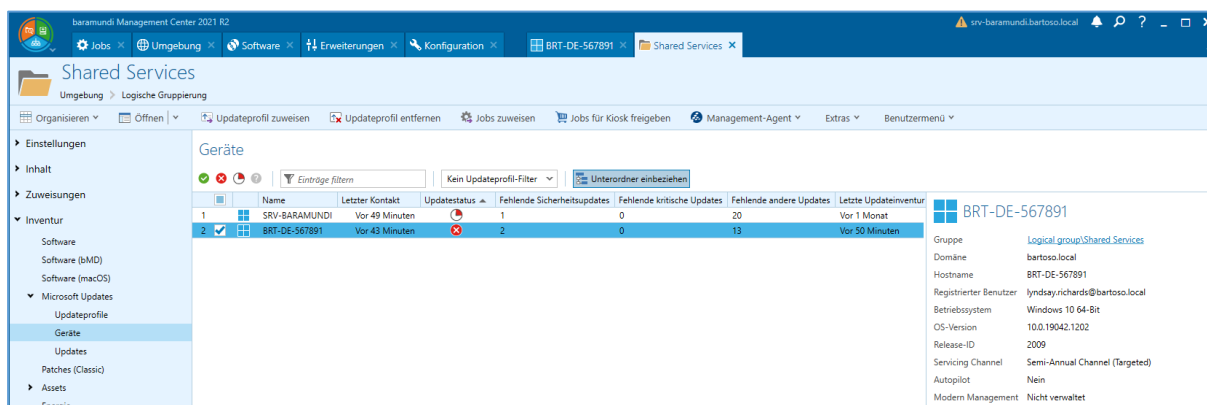 baramundi Management Center 2021 R2
srv-baramundi.bartoso.local
Jobs Umgebung Software Erweiterungen Konfiguration BRT-DE-567891 Shared Services
Shared Services
Umgebung > Logische Gruppierung
Organisieren Öffnen Updateprofil zuweisen Updateprofil entfernen Jobs zuweisen Jobs für Kiosk freigeben Management-Agent Extras Benutzermenü
Einstellungen
Inhalt
Zuweisungen
Inventur
Software
Software (bMD)
Software (macOS)
Microsoft Updates
Updateprofile
Geräte
Updates
Patches (Classic)
Assets
Geräte
Einträge filtern Kein Updateprofil-Filter Unterordner einbeziehen
Name Letzter Kontakt Updatestatus Fehlende Sicherheitsupdates Fehlende kritische Updates Fehlende andere Updates Letzte Updateinventur
1 SRV-BARAMUNDI Vor 49 Minuten 1 0 20 Vor 1 Monat
2 BRT-DE-567891 Vor 43 Minuten 2 0 13 Vor 50 Minuten
BRT-DE-567891
Gruppe Logical group\Shared Services
Domäne bartoso.local
Hostname BRT-DE-567891
Registrierter Benutzer lyndsay.richards@bartoso.local
Betriebssystem Windows 10 64-Bit
OS-Version 10.0.19042.1202
Release-ID 2009
Servicing Channel Semi-Annual Channel (Targeted)
Autopilot Nein
Modern Management Nicht verwaltet